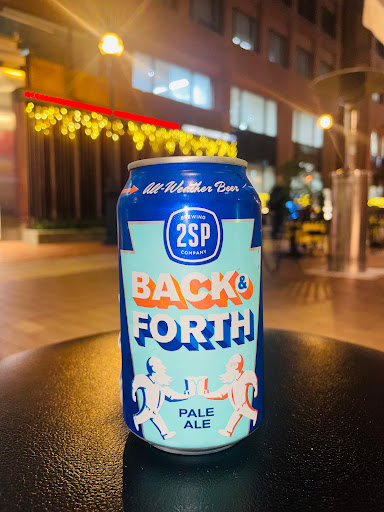 All-Weather Beer
BREWING
2SP
COMPANY
BACK &
FORTH
PALE
ALE